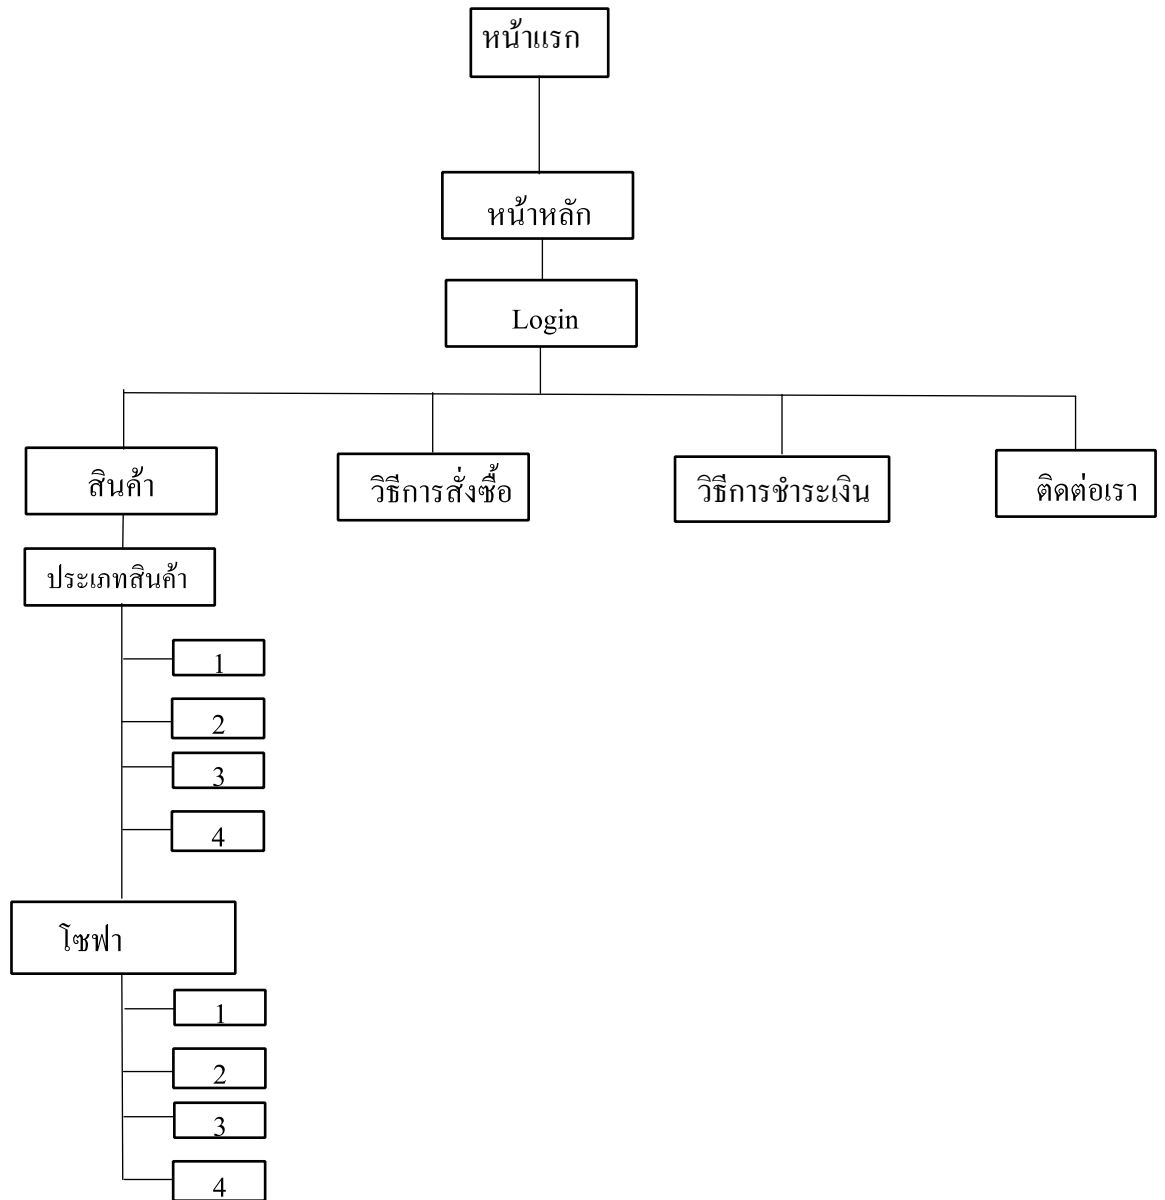 หน้าแรก
หน้าหลัก
Login
สินค้า
วิธีการสั่งซื้อ
วิธีการชำระเงิน
ติดต่อเรา
ประเภทสินค้า
1
2
3
4
โซฟา
1
2
3
4